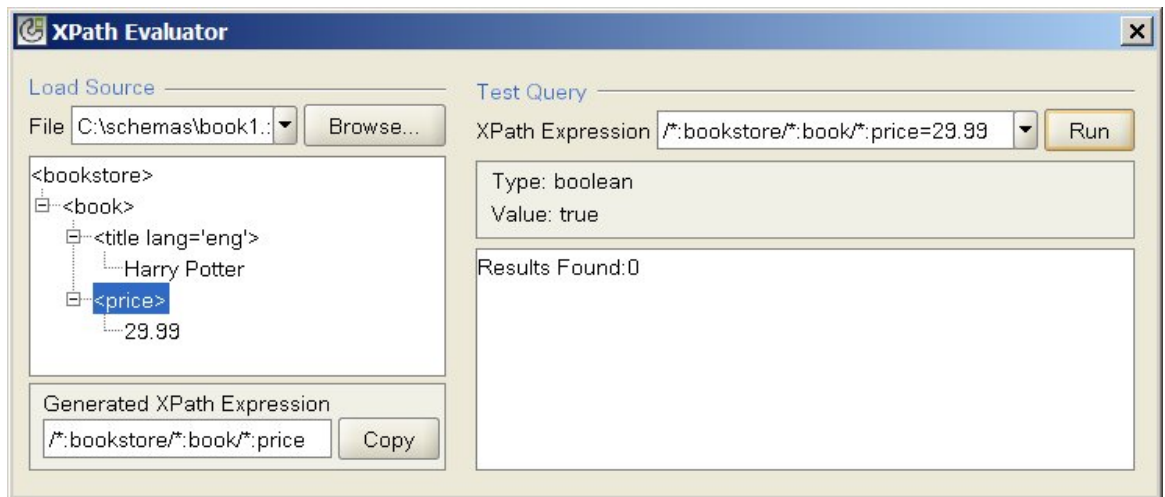 XPath Evaluator
Load Source
File C:\schemas\book1.: Browse...
<bookstore>
<book>
<title lang='eng'>
Harry Potter
<price>
29.99
Generated XPath Expression
/*:bookstore/*:book/*:price Copy
Test Query
XPath Expression /*:bookstore/*:book/*:price=29.99 Run
Type: boolean
Value: true
Results Found:0